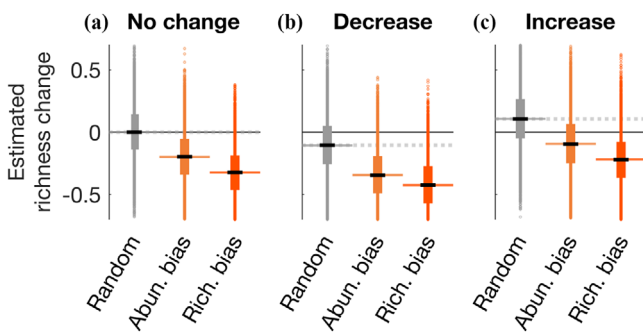 (a) No change
(b) Decrease
(c) Increase
Estimated
richness change
0.5
0
-0.5
Random
Abun. bias
Rich. bias
Random
Abun. bias
Rich. bias
Random
Abun. bias
Rich. bias